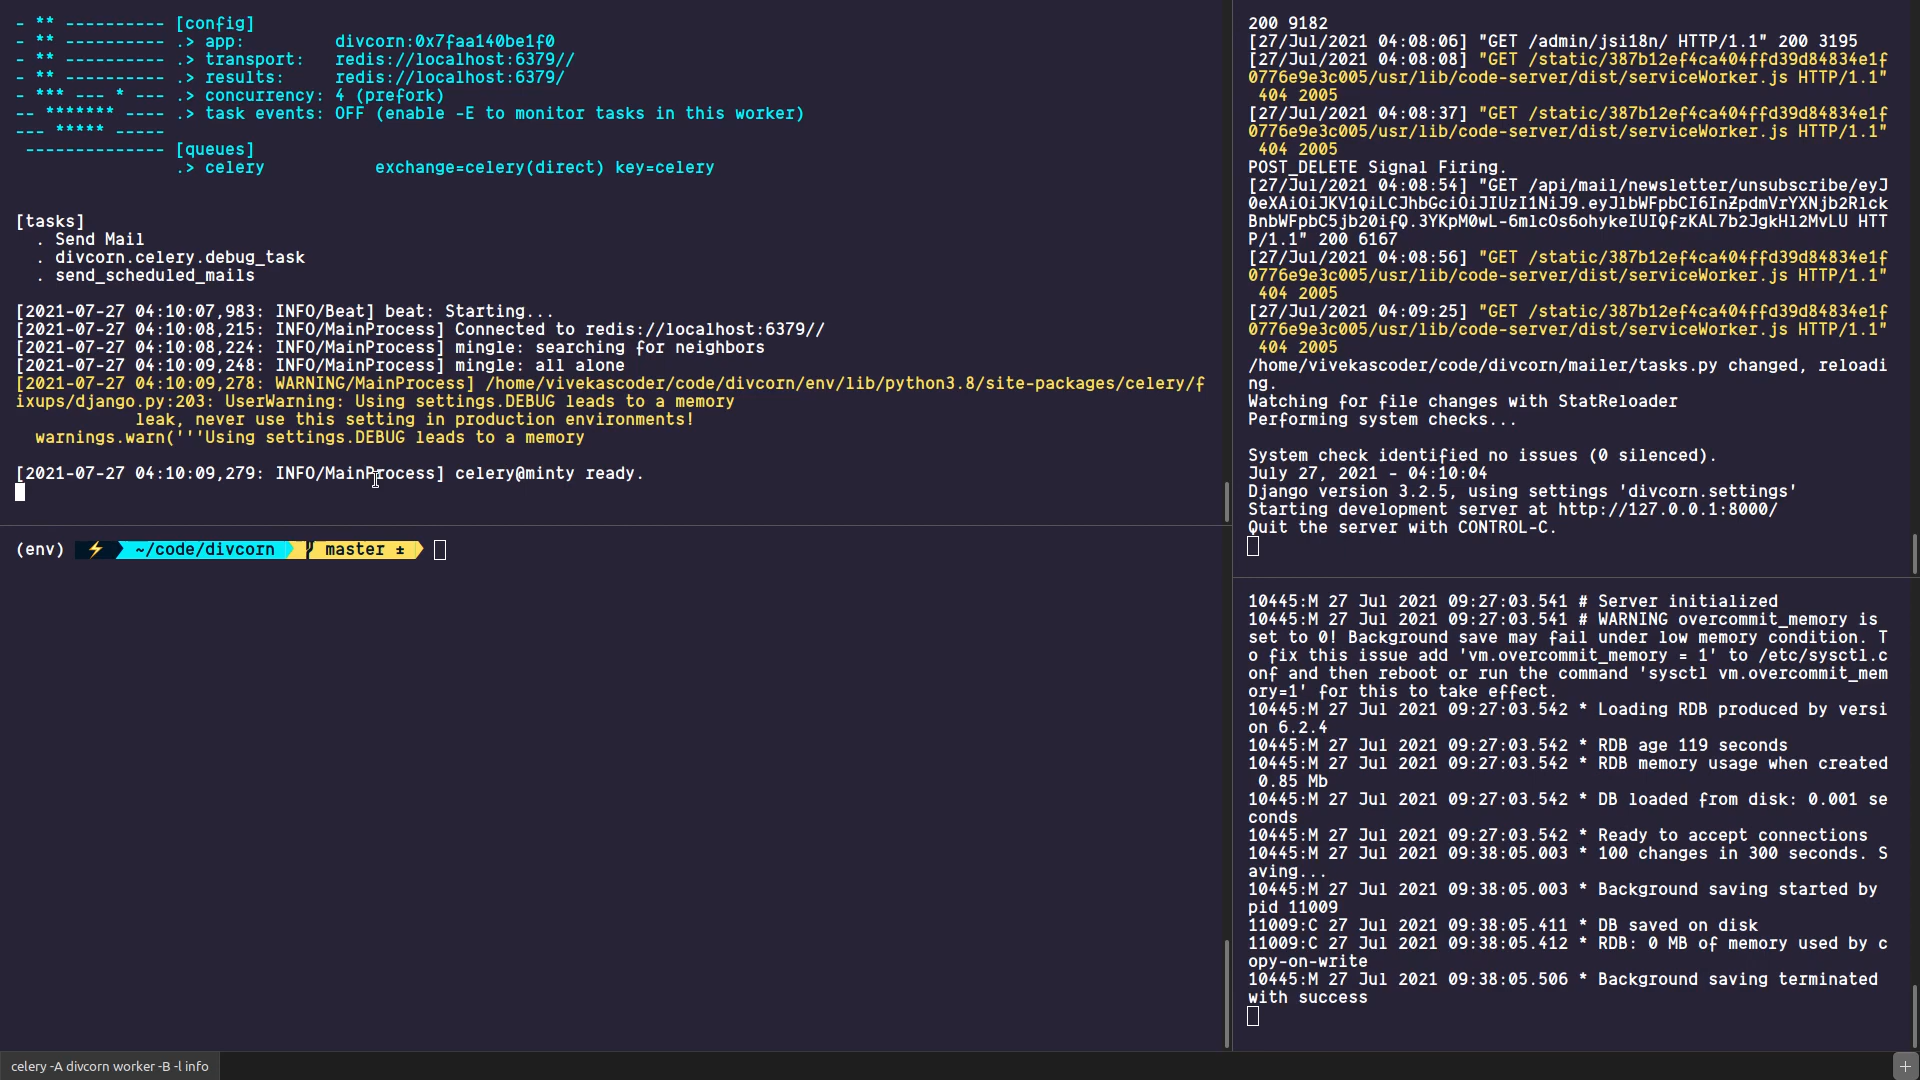 - ** ---------- [config]
- ** ---------- .> app:         divcorn:0x7faa140be1f0
- ** ---------- .> transport:   redis://localhost:6379//
- ** ---------- .> results:     redis://localhost:6379/
- *** --- * --- .> concurrency: 4 (prefork)
-- ******* ---- .> task events: OFF (enable -E to monitor tasks in this worker)
--- ***** -----
 -------------- [queues]
                .> celery           exchange=celery(direct) key=celery
[tasks]
  . Send Mail
  . divcorn.celery.debug_task
  . send_scheduled_mails
[2021-07-27 04:10:07,983: INFO/Beat] beat: Starting...
[2021-07-27 04:10:08,215: INFO/MainProcess] Connected to redis://localhost:6379//
[2021-07-27 04:10:08,224: INFO/MainProcess] mingle: searching for neighbors
[2021-07-27 04:10:09,248: INFO/MainProcess] mingle: all alone
[2021-07-27 04:10:09,278: WARNING/MainProcess] /home/vivekascoder/code/divcorn/env/lib/python3.8/site-packages/celery/f
ixups/django.py:203: UserWarning: Using settings.DEBUG leads to a memory
            leak, never use this setting in production environments!
  warnings.warn('''Using settings.DEBUG leads to a memory
[2021-07-27 04:10:09,279: INFO/MainProcess] celery@minty ready.
(env) ⚡ ~/code/divcorn master ±
200 9182
[27/Jul/2021 04:08:06] "GET /admin/jsi18n/ HTTP/1.1" 200 3195
[27/Jul/2021 04:08:08] "GET /static/387b12ef4ca404ffd39d84834e1f
0776e9e3c005/usr/lib/code-server/dist/serviceWorker.js HTTP/1.1"
 404 2005
[27/Jul/2021 04:08:37] "GET /static/387b12ef4ca404ffd39d84834e1f
0776e9e3c005/usr/lib/code-server/dist/serviceWorker.js HTTP/1.1"
 404 2005
POST_DELETE Signal Firing.
[27/Jul/2021 04:08:54] "GET /api/mail/newsletter/unsubscribe/eyJ
0eXAiOiJKV1QiLCJhbGciOiJIUzI1NiJ9.eyJlbWFpbCI6InZpdmVrYXNjb2Rlck
BnbWFpbC5jb20ifQ.3YKpM0wL-6mlcOs6ohykeIUIQfzKAL7b2JgkHl2MvLU HTT
P/1.1" 200 6167
[27/Jul/2021 04:08:56] "GET /static/387b12ef4ca404ffd39d84834e1f
0776e9e3c005/usr/lib/code-server/dist/serviceWorker.js HTTP/1.1"
 404 2005
[27/Jul/2021 04:09:25] "GET /static/387b12ef4ca404ffd39d84834e1f
0776e9e3c005/usr/lib/code-server/dist/serviceWorker.js HTTP/1.1"
 404 2005
/home/vivekascoder/code/divcorn/mailer/tasks.py changed, reloadi
ng.
Watching for file changes with StatReloader
Performing system checks...
System check identified no issues (0 silenced).
July 27, 2021 - 04:10:04
Django version 3.2.5, using settings 'divcorn.settings'
Starting development server at http://127.0.0.1:8000/
Quit the server with CONTROL-C.
10445:M 27 Jul 2021 09:27:03.541 # Server initialized
10445:M 27 Jul 2021 09:27:03.541 # WARNING overcommit_memory is
set to 0! Background save may fail under low memory condition. T
o fix this issue add 'vm.overcommit_memory = 1' to /etc/sysctl.c
onf and then reboot or run the command 'sysctl vm.overcommit_mem
ory=1' for this to take effect.
10445:M 27 Jul 2021 09:27:03.542 * Loading RDB produced by versi
on 6.2.4
10445:M 27 Jul 2021 09:27:03.542 * RDB age 119 seconds
10445:M 27 Jul 2021 09:27:03.542 * RDB memory usage when created
 0.85 Mb
10445:M 27 Jul 2021 09:27:03.542 * DB loaded from disk: 0.001 se
conds
10445:M 27 Jul 2021 09:27:03.542 * Ready to accept connections
10445:M 27 Jul 2021 09:38:05.003 * 100 changes in 300 seconds. S
aving...
10445:M 27 Jul 2021 09:38:05.003 * Background saving started by
pid 11009
11009:C 27 Jul 2021 09:38:05.411 * DB saved on disk
11009:C 27 Jul 2021 09:38:05.412 * RDB: 0 MB of memory used by c
opy-on-write
10445:M 27 Jul 2021 09:38:05.506 * Background saving terminated
with success
celery -A divcorn worker -B -l info